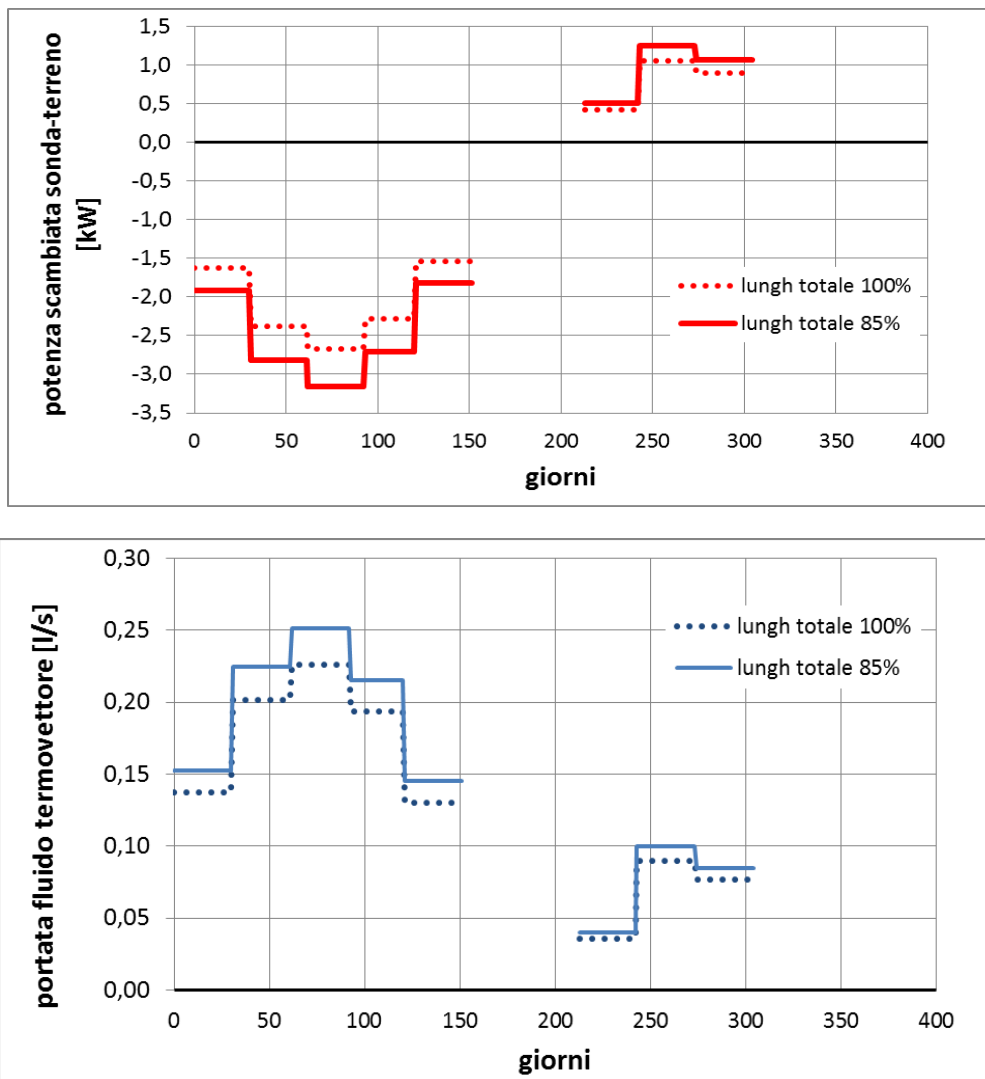 potenza scambiata sonda-terreno
[kW]
1,5
1,0
0,5
0,0
-0,5
-1,0
-1,5
-2,0
-2,5
-3,0
-3,5
lungh totale 100%
lungh totale 85%
0 50 100 150 200 250 300 350 400
giorni
portata fluido termovettore [l/s]
0,30
0,25
0,20
0,15
0,10
0,05
0,00
lungh totale 100%
lungh totale 85%
0 50 100 150 200 250 300 350 400
giorni